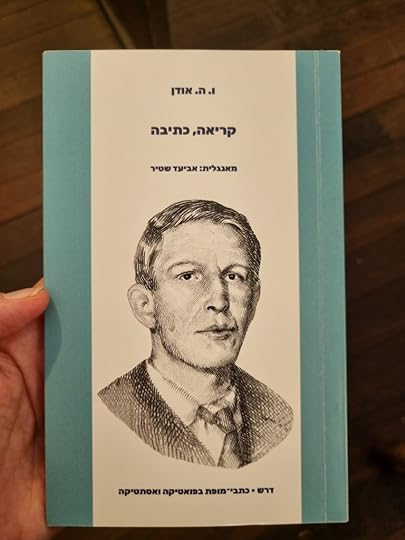 ו. ה. אודן
קריאה, כתיבה
מאנגלית: אביעד שטיר
דרש • כתבי־מופת בפואטיקה ואסתטיקה